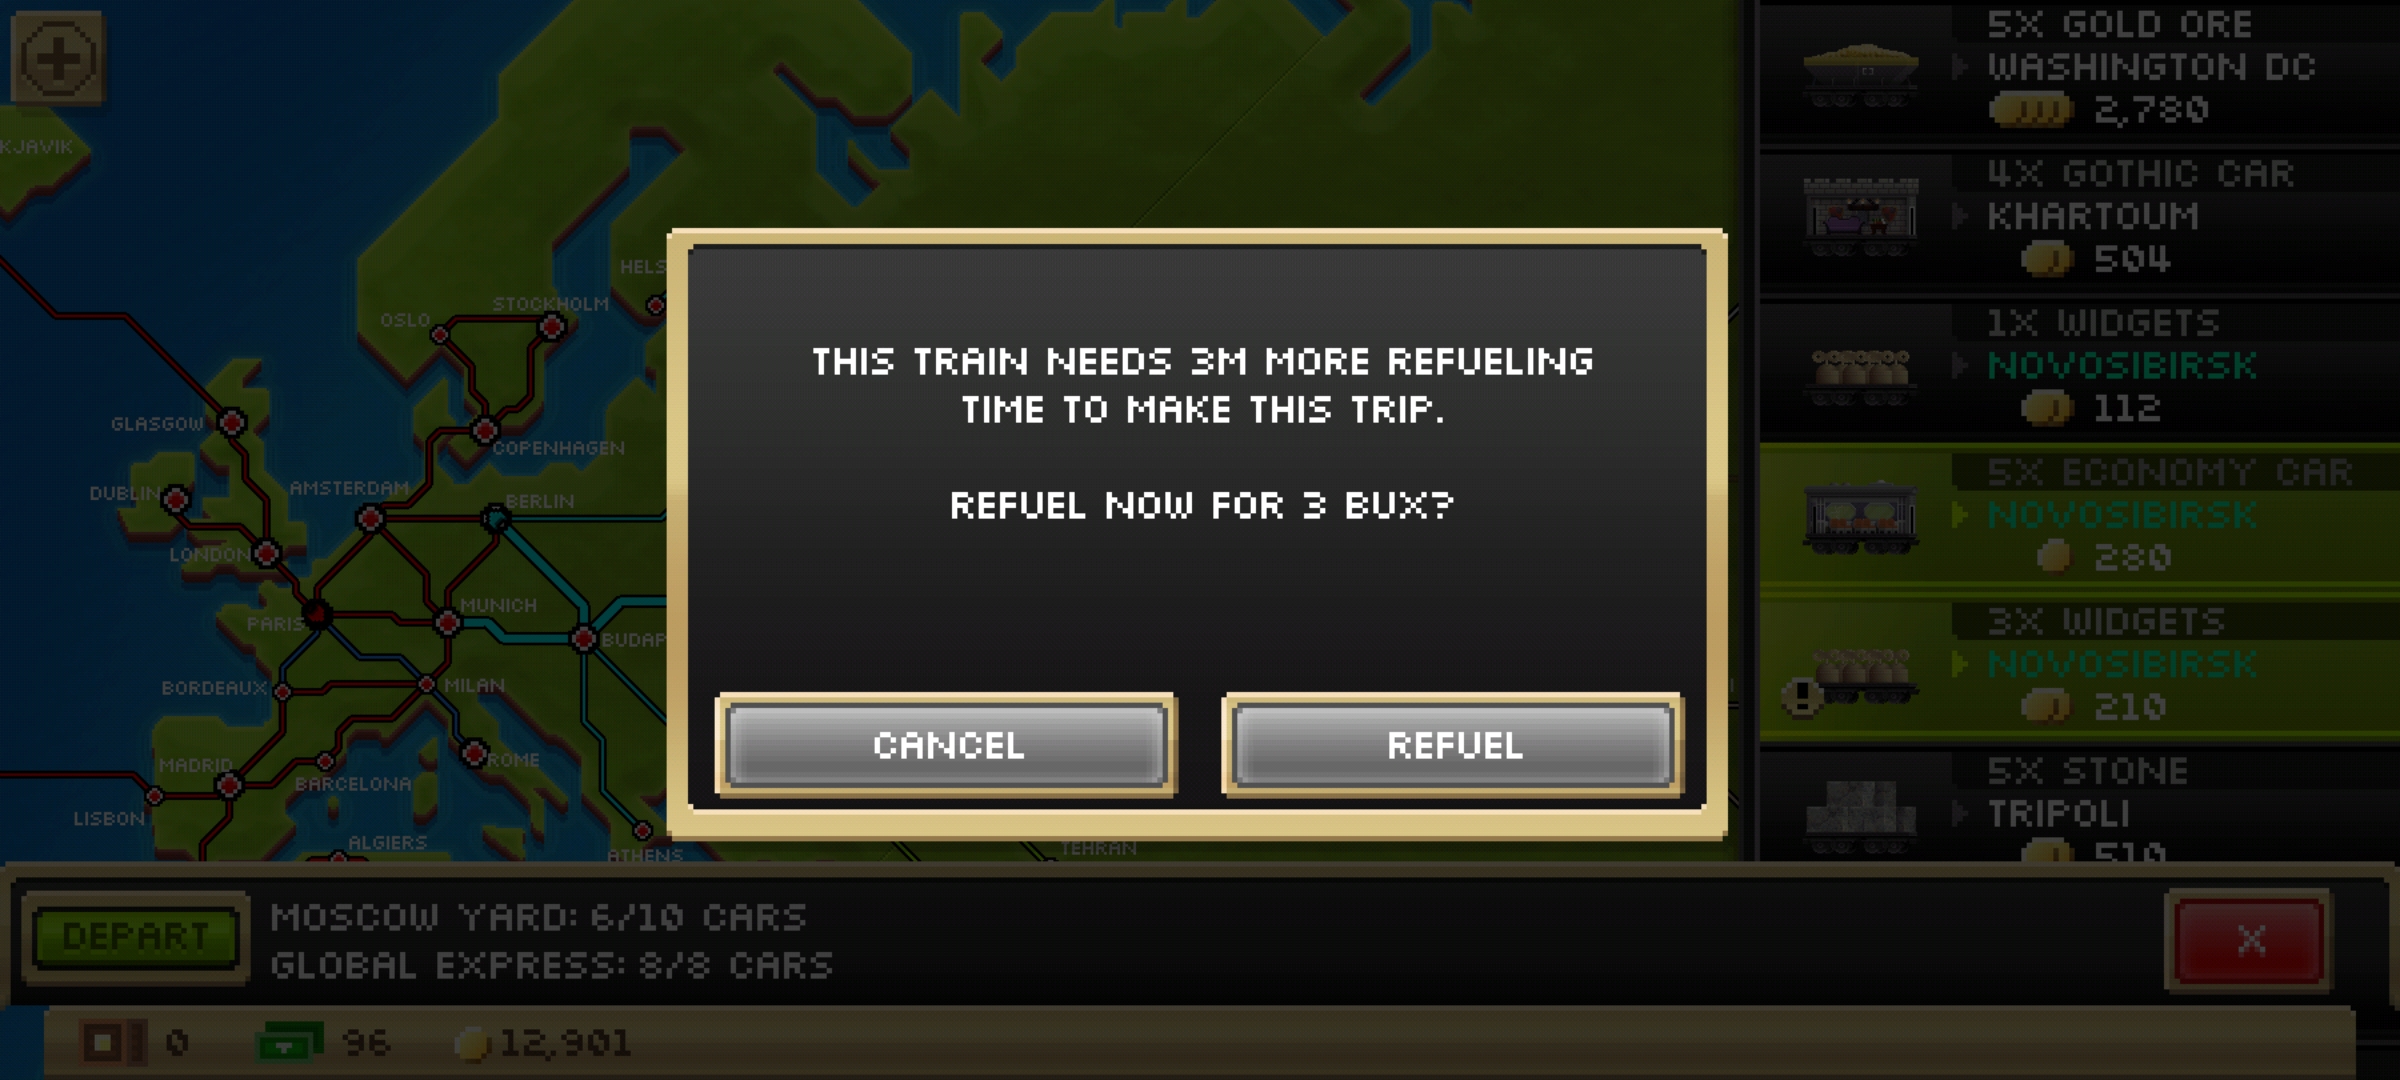 KJAVIK
HELS
STOCKHOLM
OSLO
GLASGOW
COPENHAGEN
DUBLIN
AMSTERDAM
BERLIN
LONDON
PARIS
MUNICH
BUDAP
BORDEAUX
MILAN
MADRID
ROME
BARCELONA
LISBON
ALGIERS
ATHENS
TEHRAN
THIS TRAIN NEEDS 3M MORE REFUELING
TIME TO MAKE THIS TRIP.
REFUEL NOW FOR 3 BUX?
CANCEL
REFUEL
5X GOLD ORE
WASHINGTON DC
2,780
4X GOTHIC CAR
KHARTOUM
504
1X WIDGETS
NOVOSIBIRSK
112
5X ECONOMY CAR
NOVOSIBIRSK
280
3X WIDGETS
NOVOSIBIRSK
210
5X STONE
TRIPOLI
510
DEPART
MOSCOW YARD: 6/10 CARS
GLOBAL EXPRESS: 8/8 CARS
X
0 96 12,901